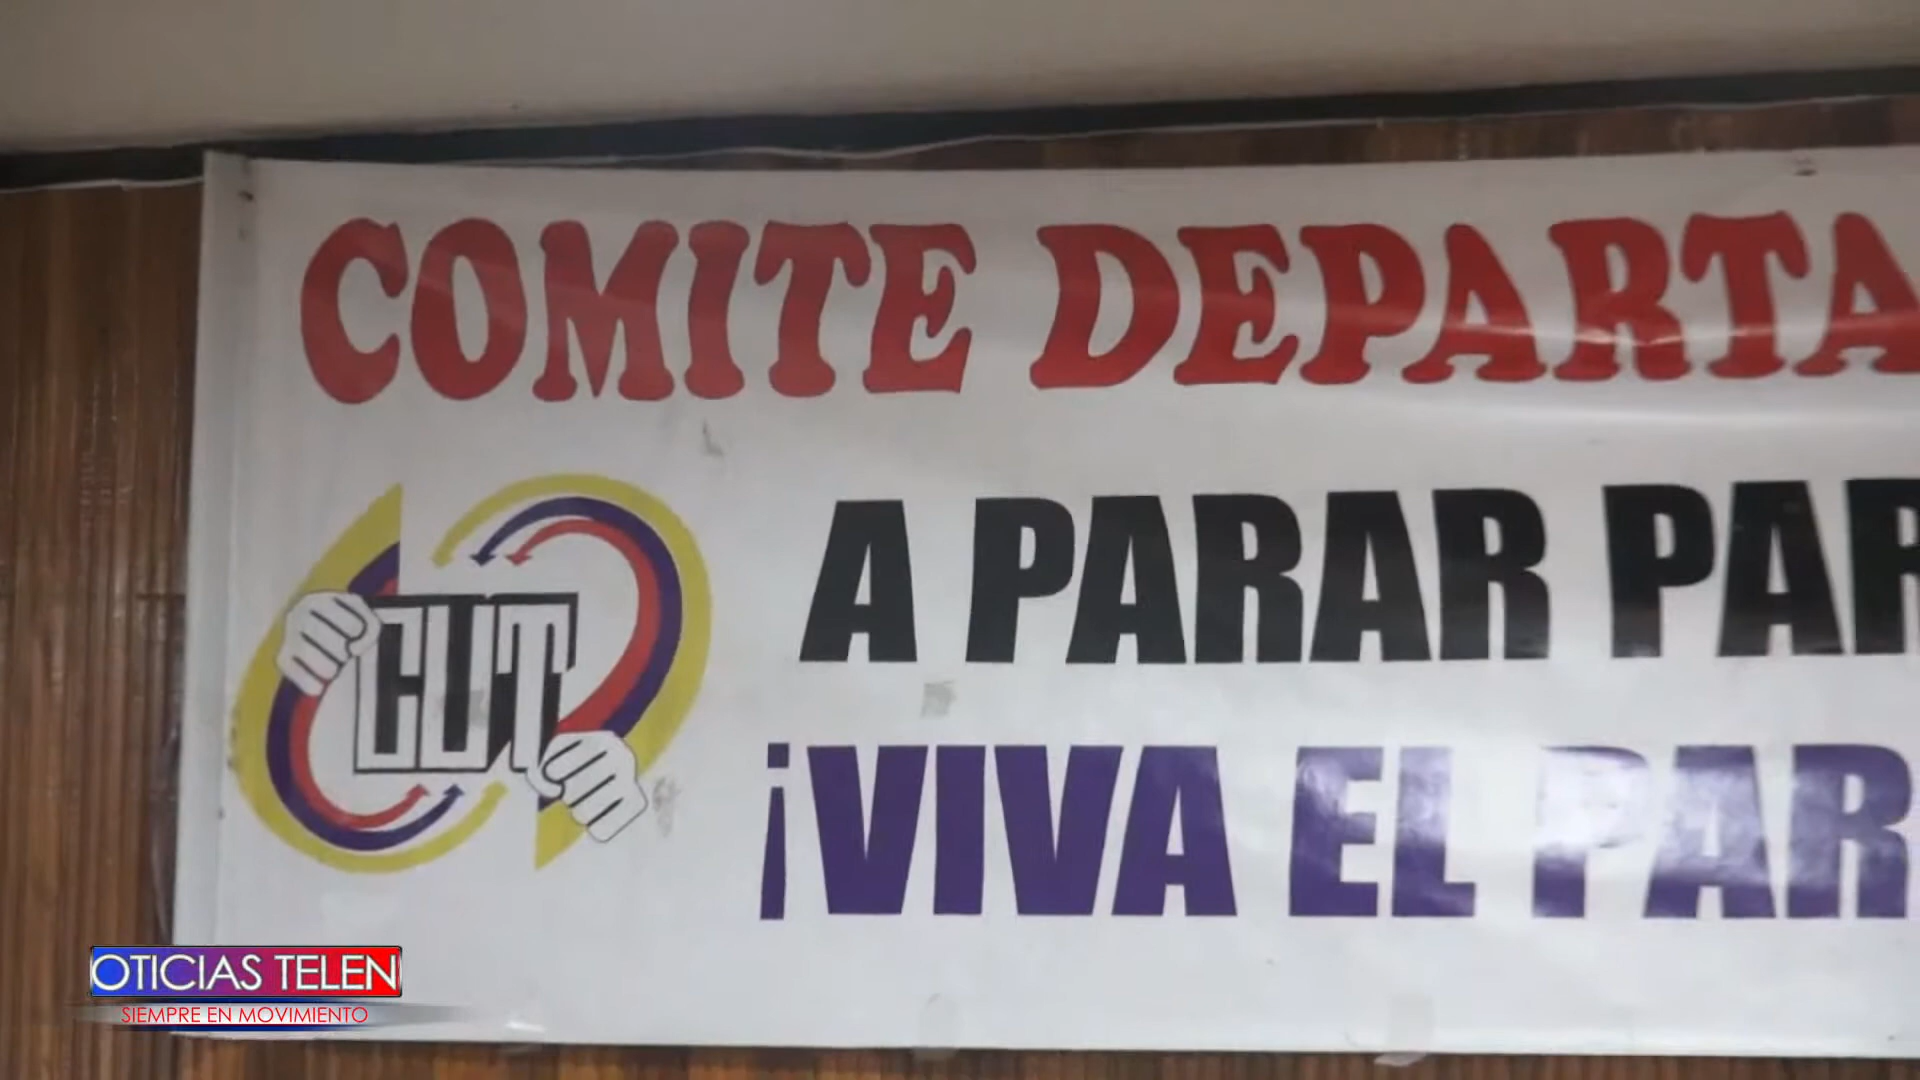 COMITE DEPARTA
CUT
A PARAR PAR
¡VIVA EL PAR
OTICIAS TELEN
SIEMPRE EN MOVIMIENTO